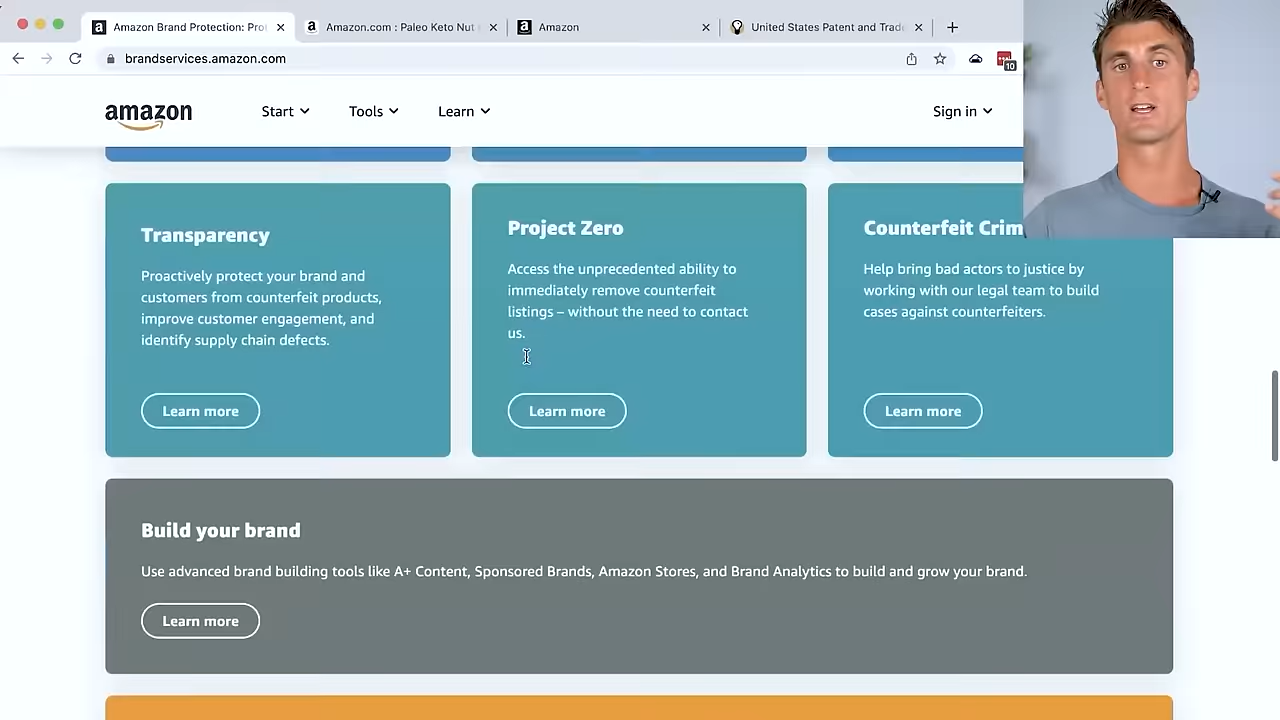 Amazon Brand Protection: Pro
Amazon.com : Paleo Keto Nut
Amazon
United States Patent and Trade
brandservices.amazon.com
10
amazon
Start
Tools
Learn
Sign in
Transparency
Proactively protect your brand and
customers from counterfeit products,
improve customer engagement, and
identify supply chain defects.
Learn more
Project Zero
Access the unprecedented ability to
immediately remove counterfeit
listings – without the need to contact
us.
Learn more
Counterfeit Crim
Help bring bad actors to justice by
working with our legal team to build
cases against counterfeiters.
Learn more
Build your brand
Use advanced brand building tools like A+ Content, Sponsored Brands, Amazon Stores, and Brand Analytics to build and grow your brand.
Learn more